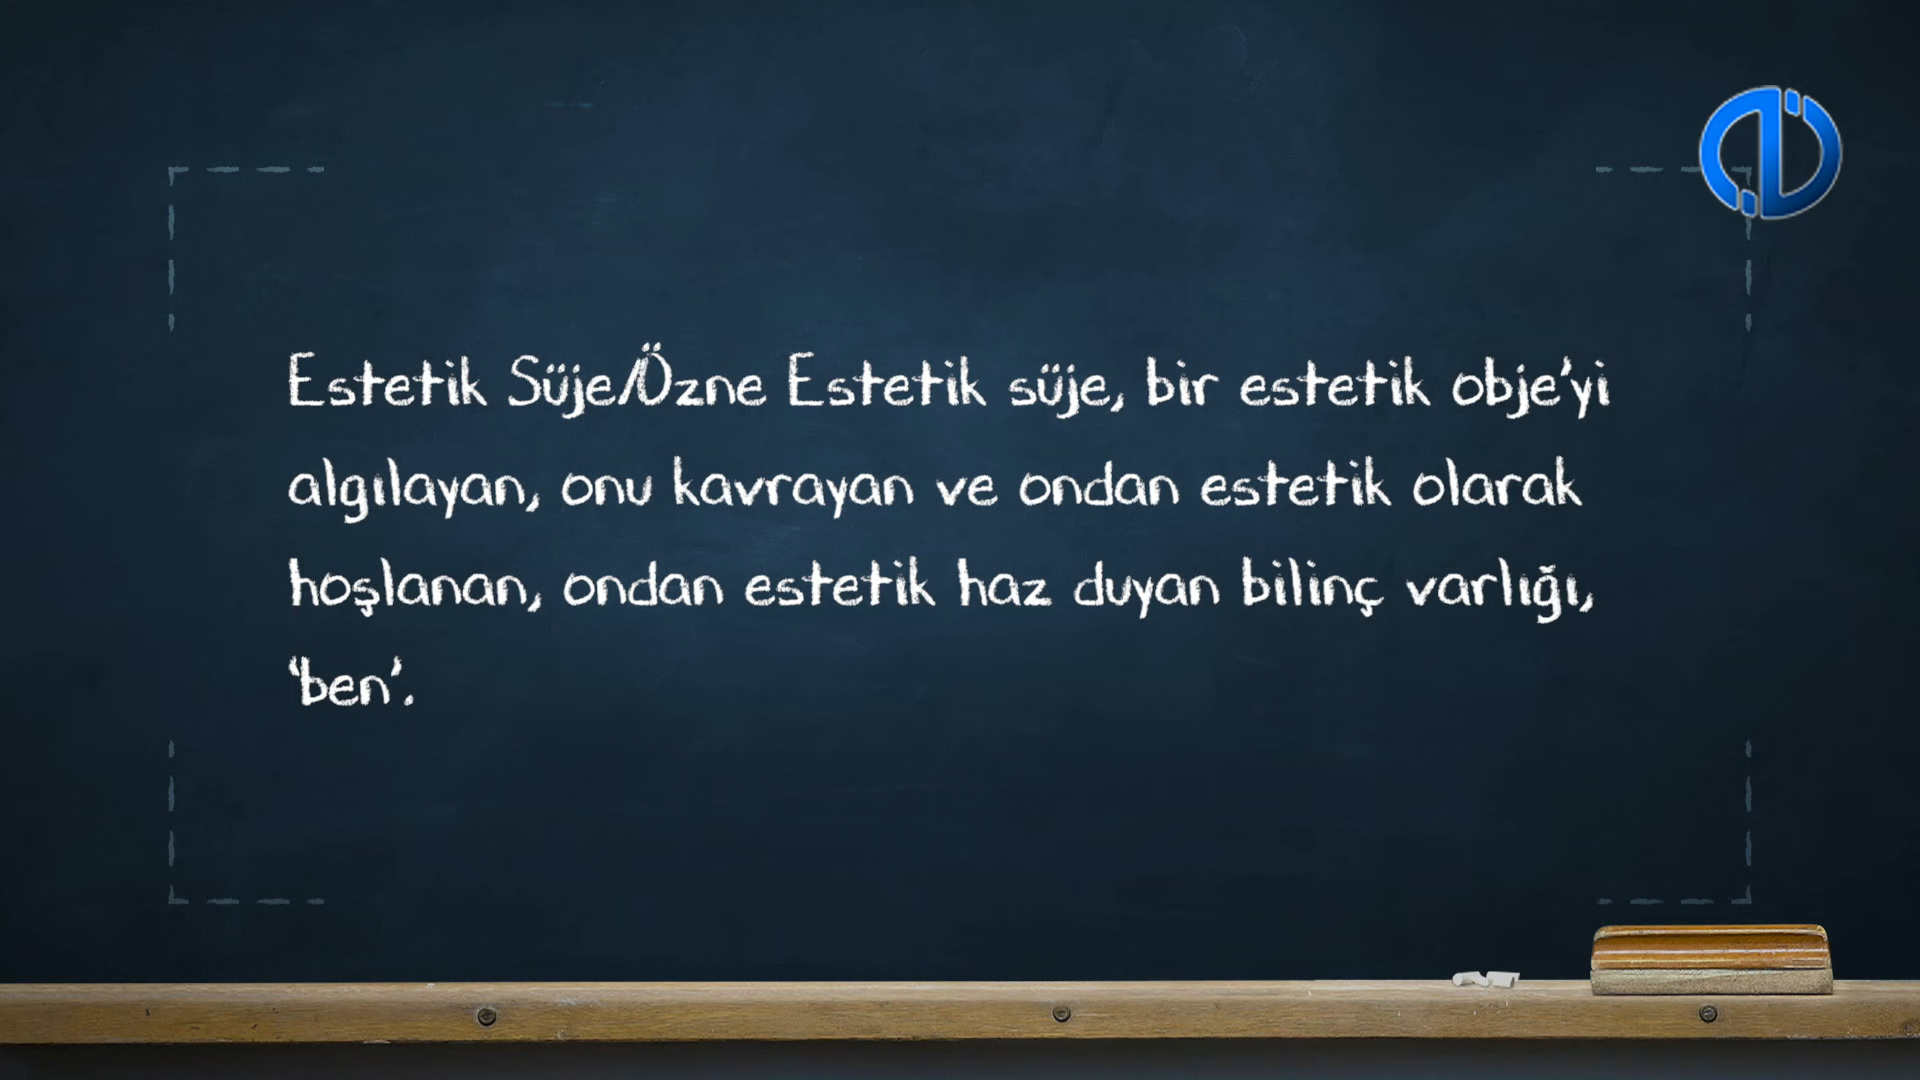 Estetik Süje/Özne Estetik süje, bir estetik obje'yi
algılayan, onu kavrayan ve ondan estetik olarak
hoşlanan, ondan estetik haz duyan bilinç varlığı,
‘ben’.